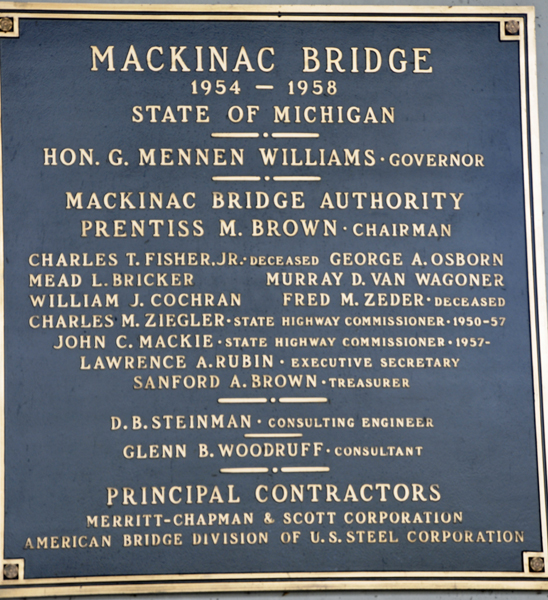 MACKINAC BRIDGE
1954 — 1958
STATE OF MICHIGAN
HON. G. MENNEN WILLIAMS · GOVERNOR
MACKINAC BRIDGE AUTHORITY
PRENTISS M. BROWN · CHAIRMAN
CHARLES T. FISHER, JR. · DECEASED GEORGE A. OSBORN
MEAD L. BRICKER MURRAY D. VAN WAGONER
WILLIAM J. COCHRAN FRED M. ZEDER · DECEASED
CHARLES M. ZIEGLER · STATE HIGHWAY COMMISSIONER · 1950-57
JOHN C. MACKIE · STATE HIGHWAY COMMISSIONER · 1957-
LAWRENCE A. RUBIN · EXECUTIVE SECRETARY
SANFORD A. BROWN · TREASURER
D. B. STEINMAN · CONSULTING ENGINEER
GLENN B. WOODRUFF · CONSULTANT
PRINCIPAL CONTRACTORS
MERRITT-CHAPMAN & SCOTT CORPORATION
AMERICAN BRIDGE DIVISION OF U.S. STEEL CORPORATION